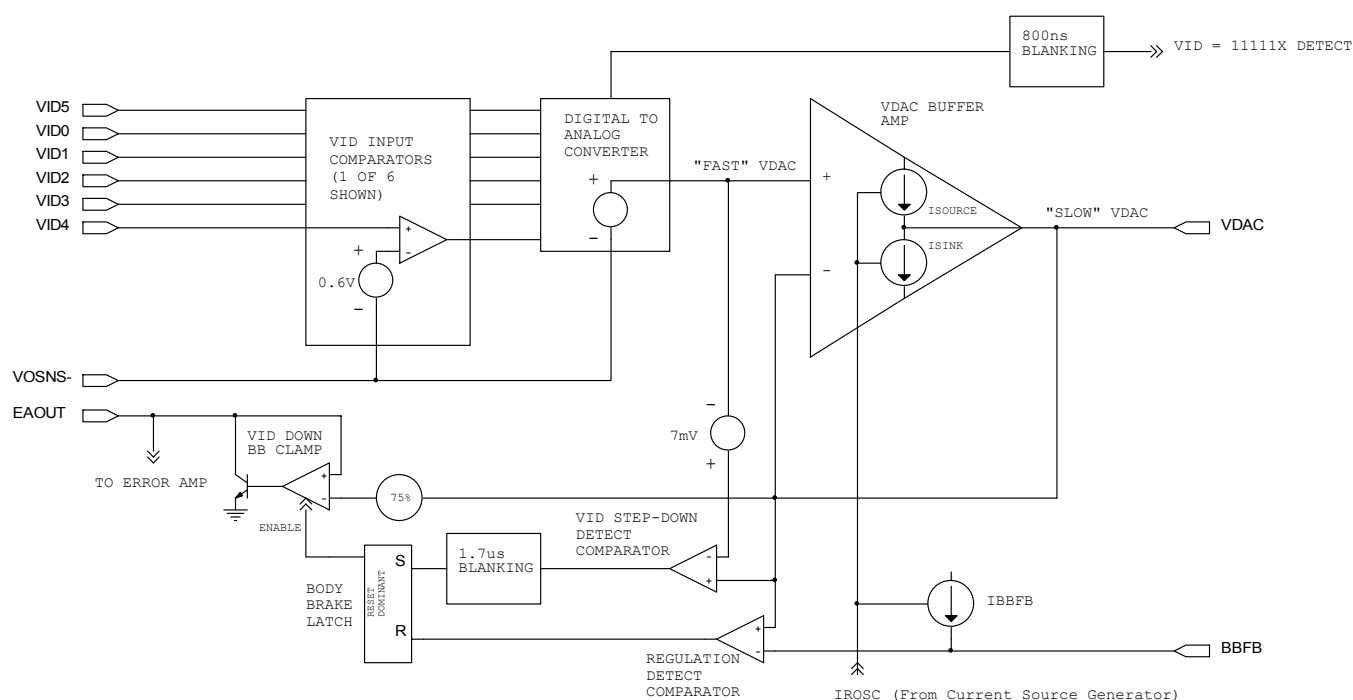 800ns
BLANKING
VID = 11111X DETECT
VID5
VID0
VID1
VID2
VID3
VID4
VID INPUT
COMPARATORS
(1 OF 6
SHOWN)
+
-
+
0.6V
-
DIGITAL TO
ANALOG
CONVERTER
+
-
"FAST" VDAC
VDAC BUFFER
AMP
+
-
ISOURCE
ISINK
"SLOW" VDAC
VDAC
VOSNS-
EAOUT
VID DOWN
BB CLAMP
+
-
TO ERROR AMP
75%
ENABLE
-
7mV
+
VID STEP-DOWN
DETECT
COMPARATOR
-
+
1.7us
BLANKING
BODY
BRAKE
LATCH
RESET
DOMINANT
S
R
REGULATION
DETECT
COMPARATOR
+
-
IBBFB
BBFB
IROSC (From Current Source Generator)